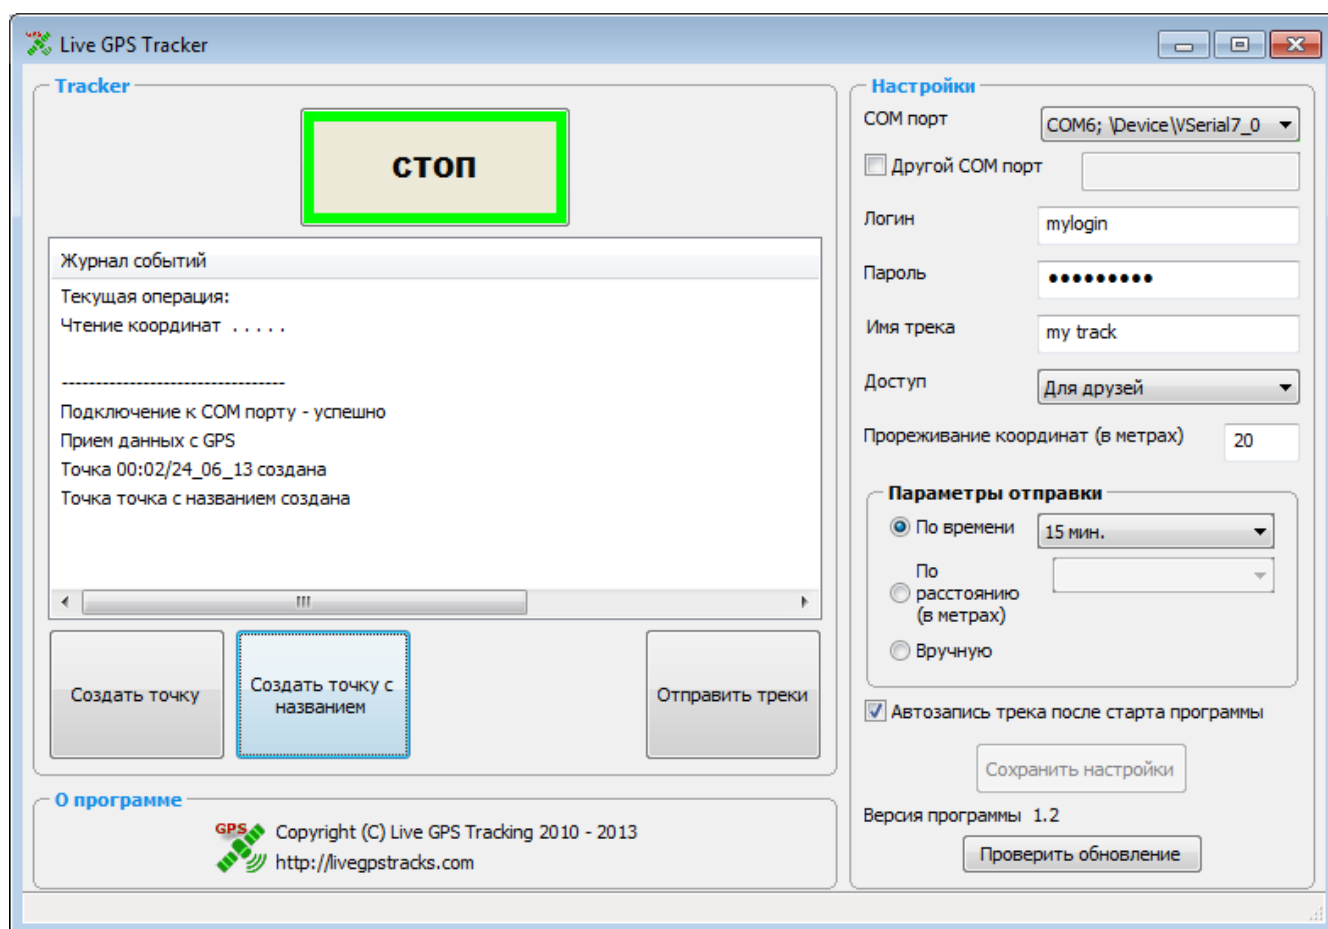 Live GPS Tracker
Tracker
стоп
Журнал событий
Текущая операция:
Чтение координат . . . . .
---------------------------------
Подключение к COM порту - успешно
Прием данных с GPS
Точка 00:02/24_06_13 создана
Точка точка с названием создана
Создать точку
Создать точку с
названием
Отправить треки
О программе
GPS
Copyright (C) Live GPS Tracking 2010 - 2013
http://livegpstracks.com
Настройки
COM порт
COM6; \Device\VSerial7_0
Другой COM порт
Логин
mylogin
Пароль
●●●●●●●●●
Имя трека
my track
Доступ
Для друзей
Прореживание координат (в метрах)
20
Параметры отправки
По времени
15 мин.
По
расстоянию
(в метрах)
Вручную
Автозапись трека после старта программы
Сохранить настройки
Версия программы 1.2
Проверить обновление